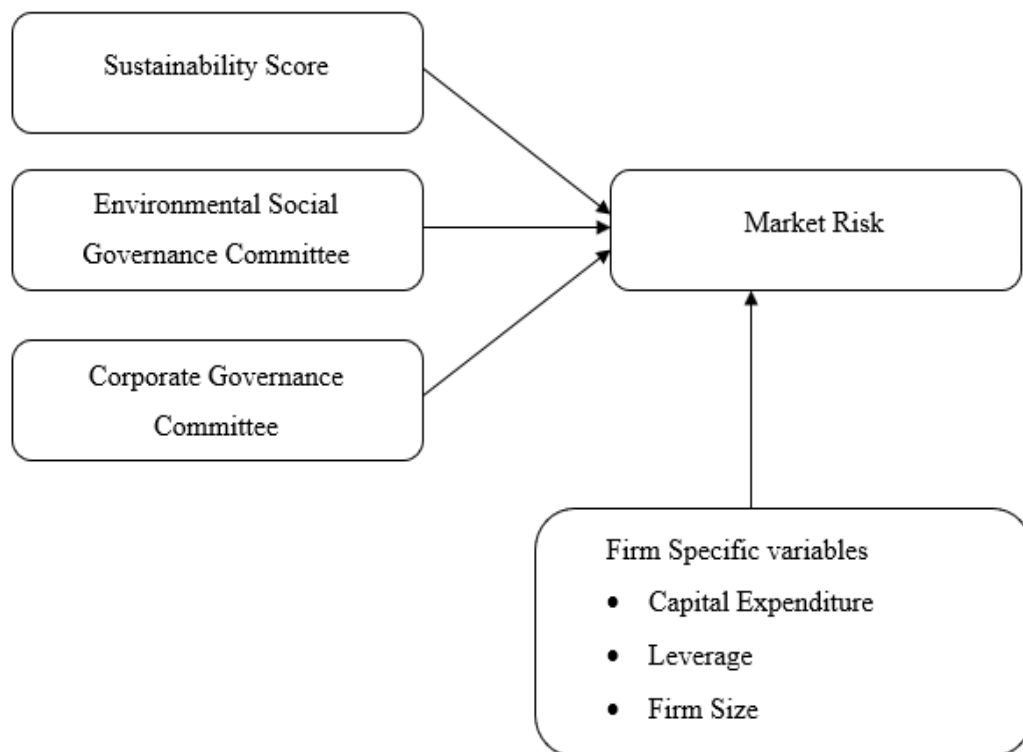 Sustainability Score
Environmental Social
Governance Committee
Market Risk
Corporate Governance
Committee
Firm Specific variables
• Capital Expenditure
• Leverage
• Firm Size